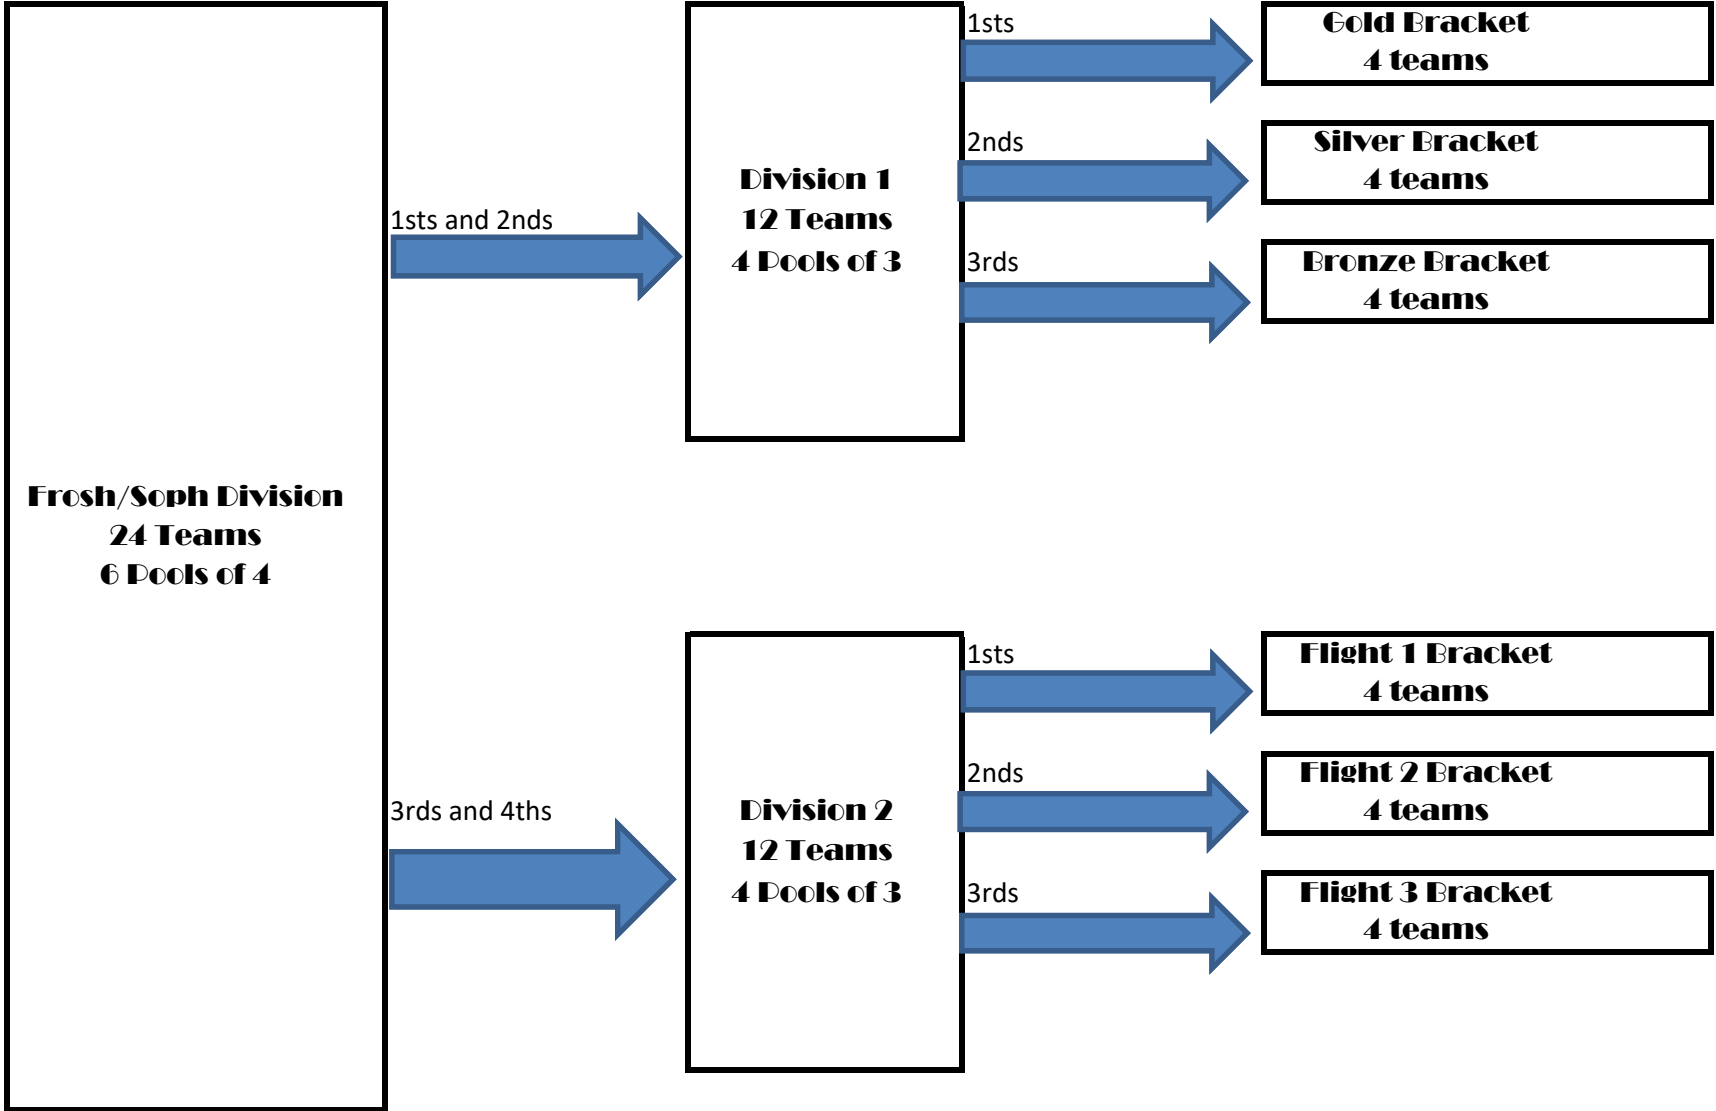 Frosh/Soph Division
24 Teams
6 Pools of 4
1sts and 2nds
Division 1
12 Teams
4 Pools of 3
1sts
Gold Bracket
4 teams
2nds
Silver Bracket
4 teams
3rds
Bronze Bracket
4 teams
3rds and 4ths
Division 2
12 Teams
4 Pools of 3
1sts
Flight 1 Bracket
4 teams
2nds
Flight 2 Bracket
4 teams
3rds
Flight 3 Bracket
4 teams